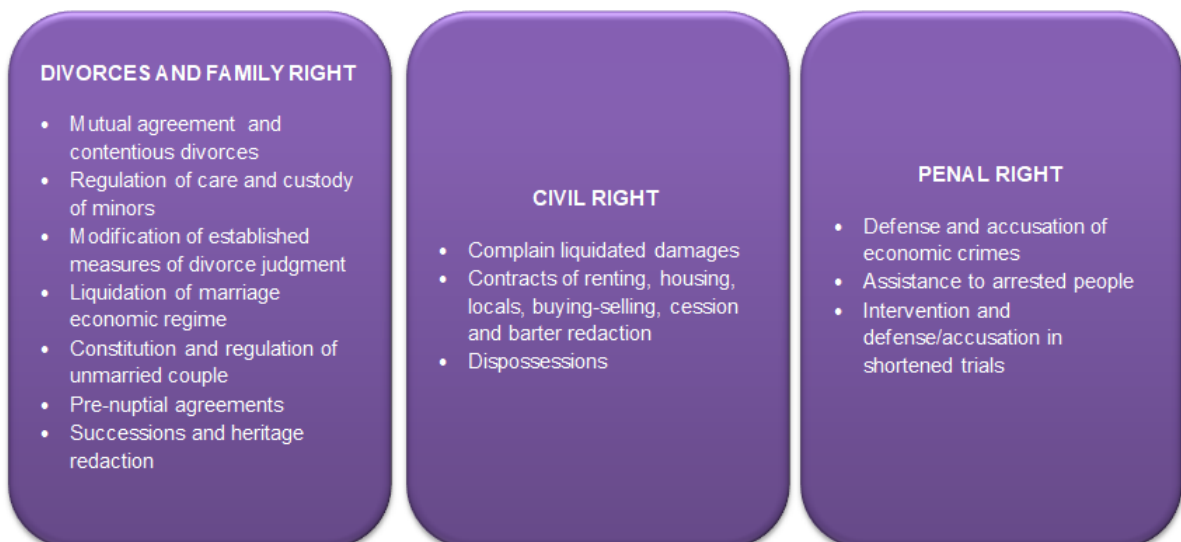 DIVORCES AND FAMILY RIGHT
• Mutual agreement and
contentious divorces
• Regulation of care and custody
of minors
• Modification of established
measures of divorce judgment
• Liquidation of marriage
economic regime
• Constitution and regulation of
unmarried couple
• Pre-nuptial agreements
• Successions and heritage
redaction
CIVIL RIGHT
• Complain liquidated damages
• Contracts of renting, housing,
locals, buying-selling, cession
and barter redaction
• Dispossessions
PENAL RIGHT
• Defense and accusation of
economic crimes
• Assistance to arrested people
• Intervention and
defense/accusation in
shortened trials